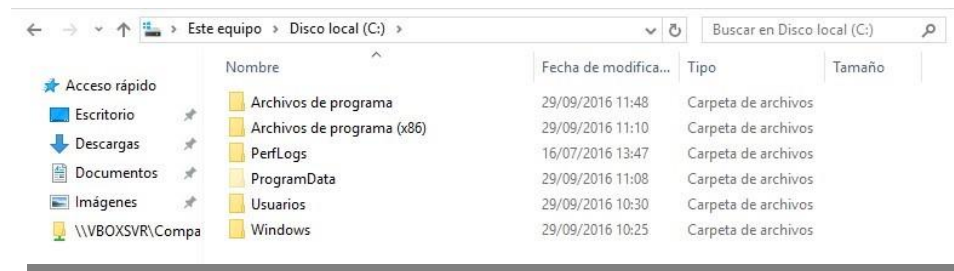 Este equipo > Disco local (C:) >
Buscar en Disco local (C:)
Acceso rápido
Escritorio
Descargas
Documentos
Imágenes
\\VBOXSVR\Compa
Nombre Fecha de modifica... Tipo Tamaño
Archivos de programa 29/09/2016 11:48 Carpeta de archivos
Archivos de programa (x86) 29/09/2016 11:10 Carpeta de archivos
PerfLogs 16/07/2016 13:47 Carpeta de archivos
ProgramData 29/09/2016 11:08 Carpeta de archivos
Usuarios 29/09/2016 10:30 Carpeta de archivos
Windows 29/09/2016 10:25 Carpeta de archivos